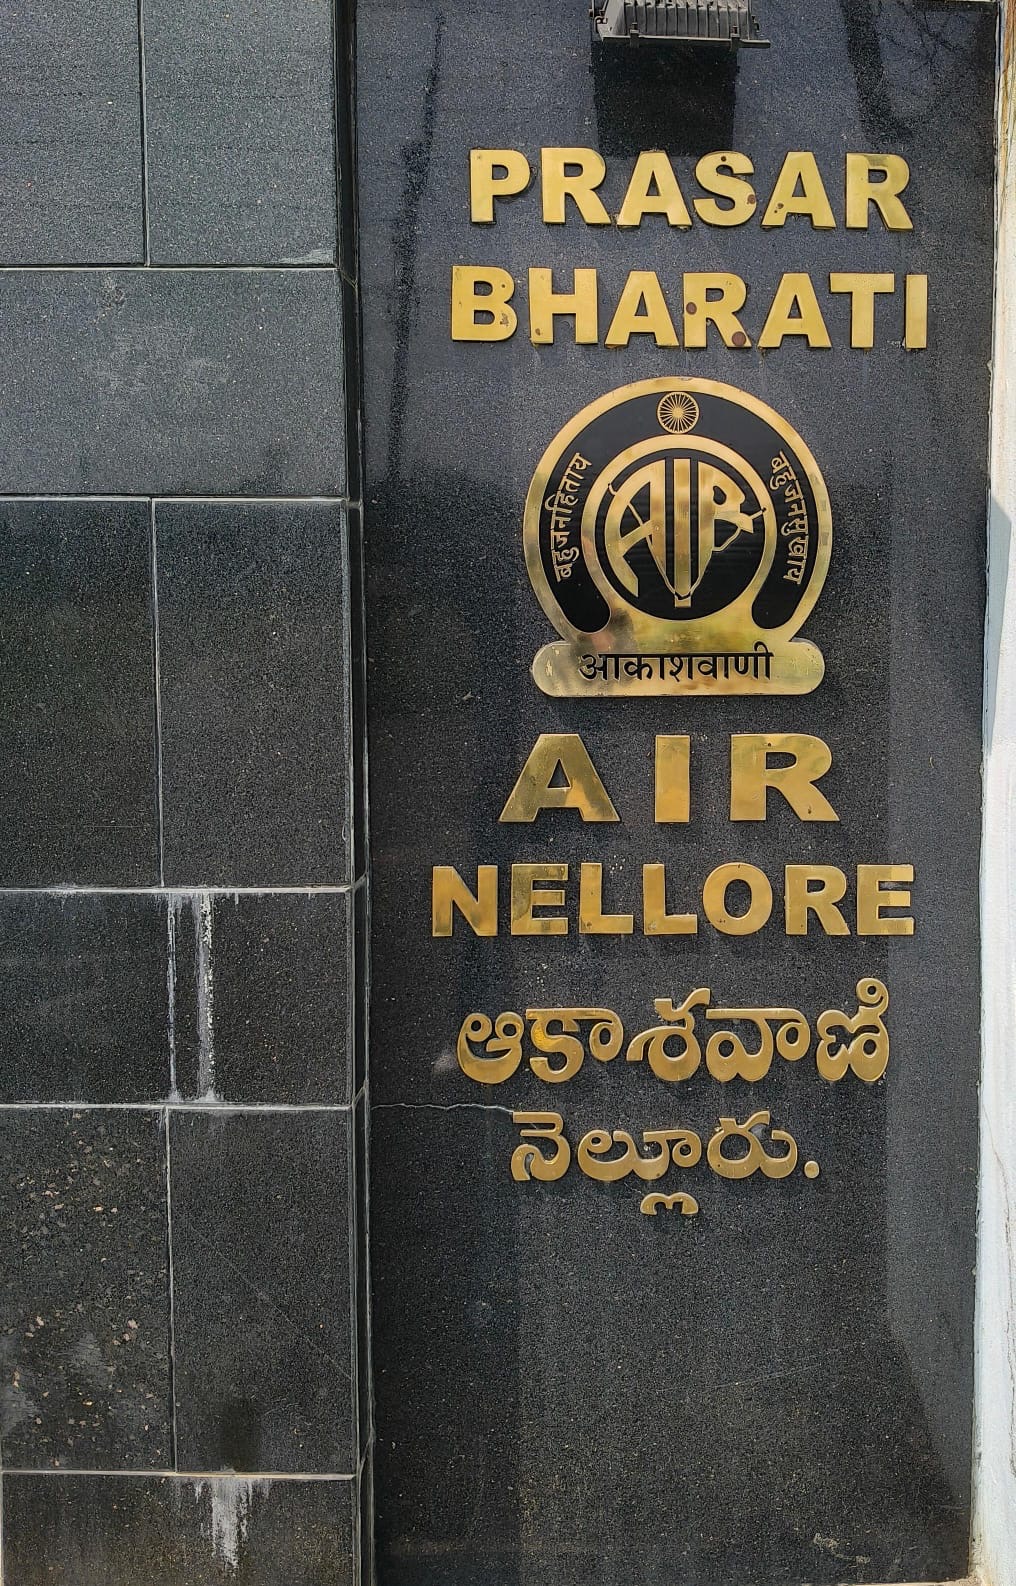 PRASAR
BHARATI
बहुजनहिताय
बहुजनसुखाय
AIR
आकाशवाणी
AIR
NELLORE
ఆకాశవాణి
నెల్లూరు.